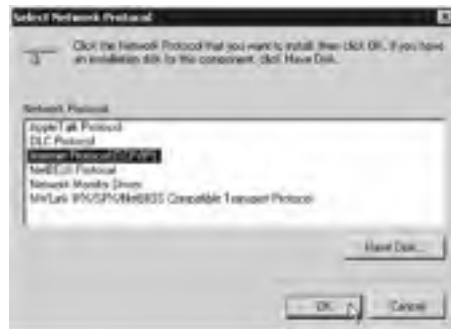 Select Network Protocol
Click the Network Protocol that you want to install, then click OK. If you have
an installation disk for this component, click Have Disk.
Network Protocol:
AppleTalk Protocol
DLC Protocol
Internet Protocol (TCP/IP)
NetBEUI Protocol
Network Monitor Driver
NWLink IPX/SPX/NetBIOS Compatible Transport Protocol
Have Disk...
OK
Cancel